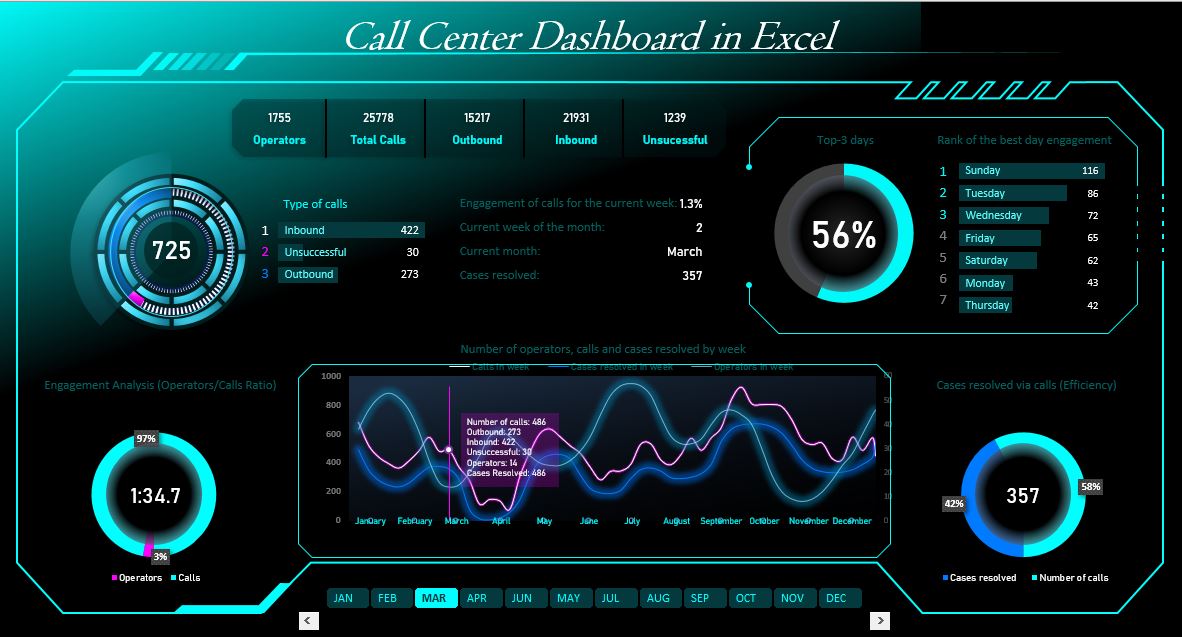 Call Center Dashboard in Excel
1755 25778 15217 21931 1239
Operators Total Calls Outbound Inbound Unsucessful
725
Type of calls
1 Inbound 422
2 Unsuccessful 30
3 Outbound 273
Engagement of calls for the current week: 1.3%
Current week of the month: 2
Current month: March
Cases resolved: 357
Top-3 days
56%
Rank of the best day engagement
1 Sunday 116
2 Tuesday 86
3 Wednesday 72
4 Friday 65
5 Saturday 62
6 Monday 43
7 Thursday 42
Engagement Analysis (Operators/Calls Ratio)
97%
1:34.7
3%
Operators Calls
Number of operators, calls and cases resolved by week
Calls in week Cases resolved in week Operators in week
1000
800
600
400
200
0
60
50
40
30
20
10
0
Number of calls: 486
Outbound: 273
Inbound: 422
Unsuccessful: 30
Operators: 14
Cases Resolved: 486
January February March April May June July August September October November December
Cases resolved via calls (Efficiency)
58%
357
42%
Cases resolved Number of calls
JAN FEB MAR APR JUN MAY JUL AUG SEP OCT NOV DEC